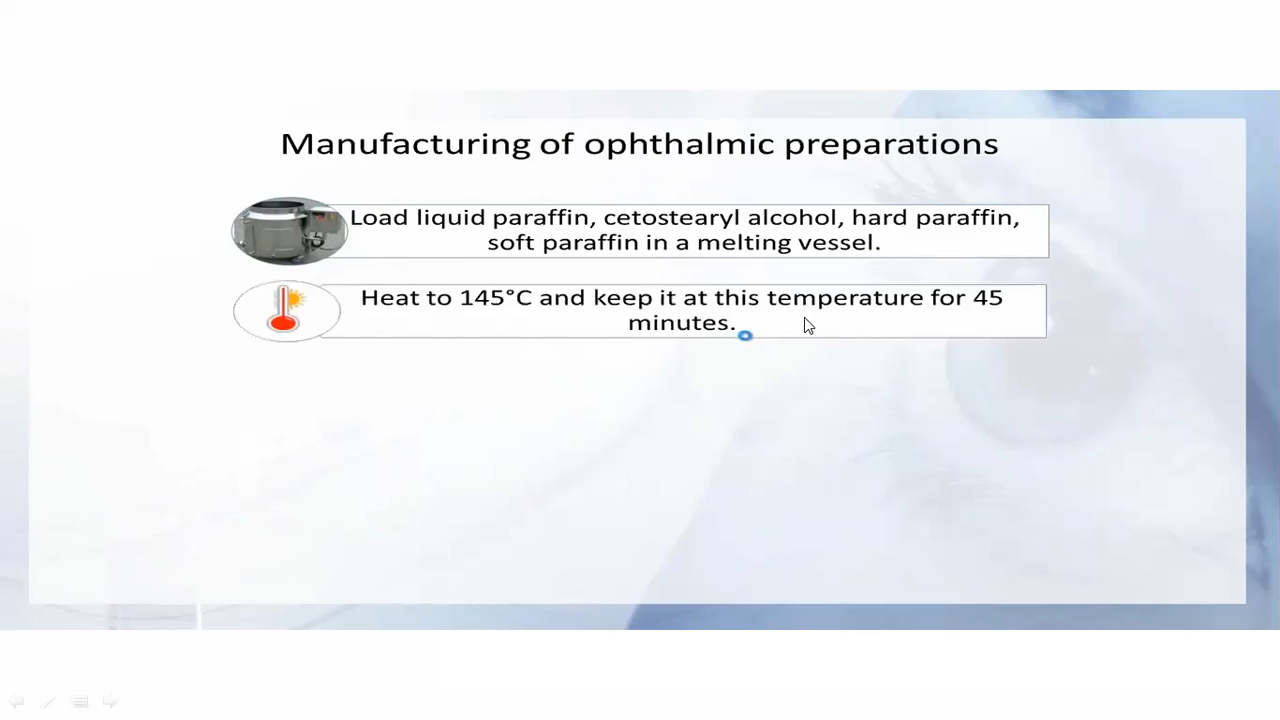 Manufacturing of ophthalmic preparations
Load liquid paraffin, cetostearyl alcohol, hard paraffin,
soft paraffin in a melting vessel.
Heat to 145°C and keep it at this temperature for 45
minutes.